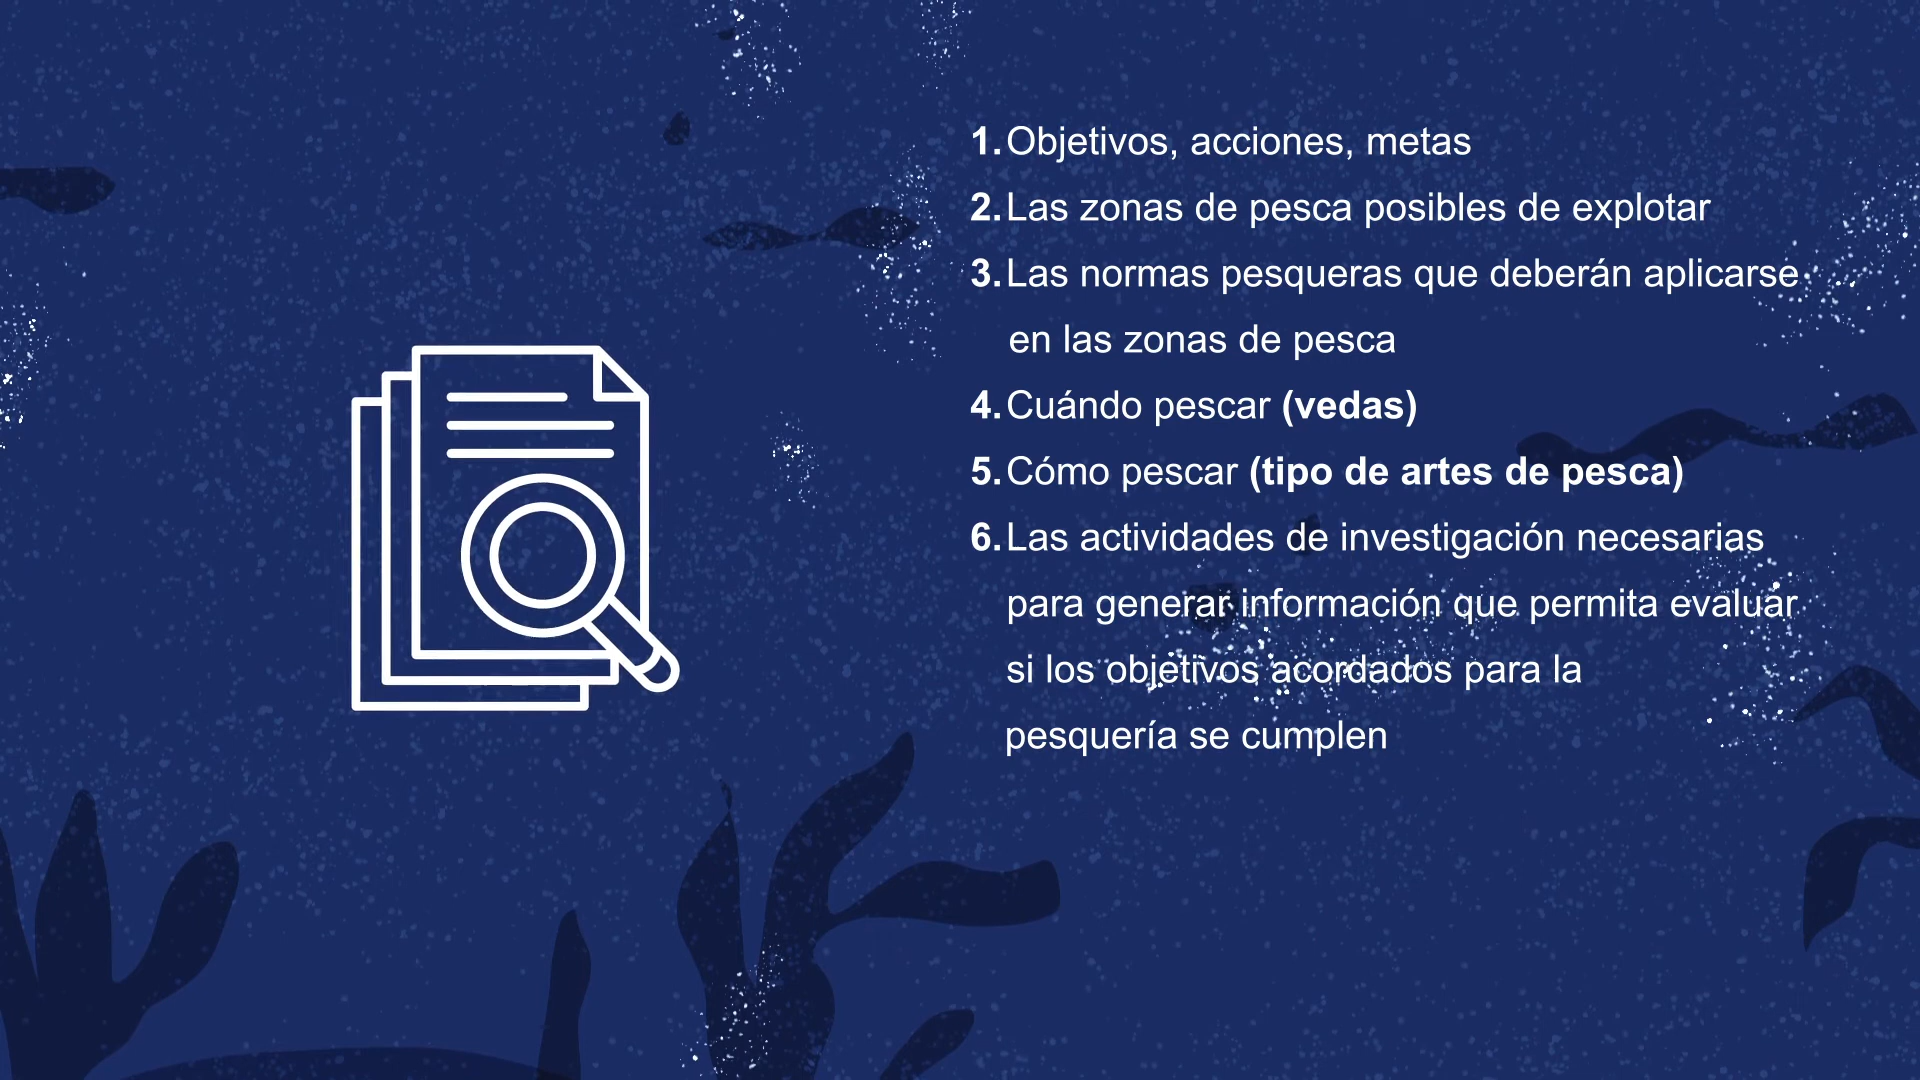 1. Objetivos, acciones, metas
2. Las zonas de pesca posibles de explotar
3. Las normas pesqueras que deberán aplicarse
en las zonas de pesca
4. Cuándo pescar (vedas)
5. Cómo pescar (tipo de artes de pesca)
6. Las actividades de investigación necesarias
para generar información que permita evaluar
si los objetivos acordados para la
pesquería se cumplen